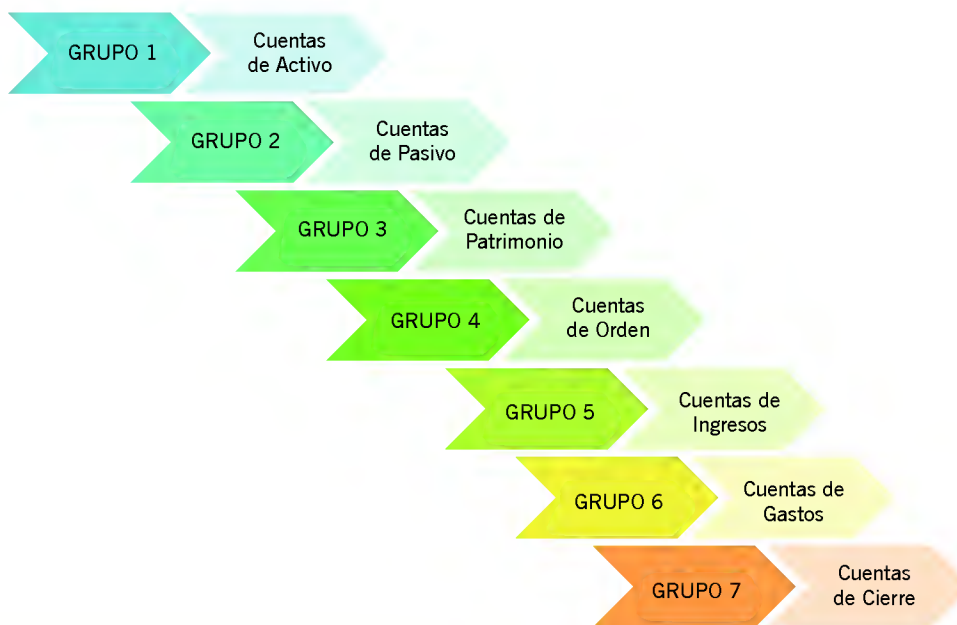 GRUPO 1
Cuentas
de Activo
GRUPO 2
Cuentas
de Pasivo
GRUPO 3
Cuentas de
Patrimonio
GRUPO 4
Cuentas
de Orden
GRUPO 5
Cuentas de
Ingresos
GRUPO 6
Cuentas de
Gastos
GRUPO 7
Cuentas
de Cierre